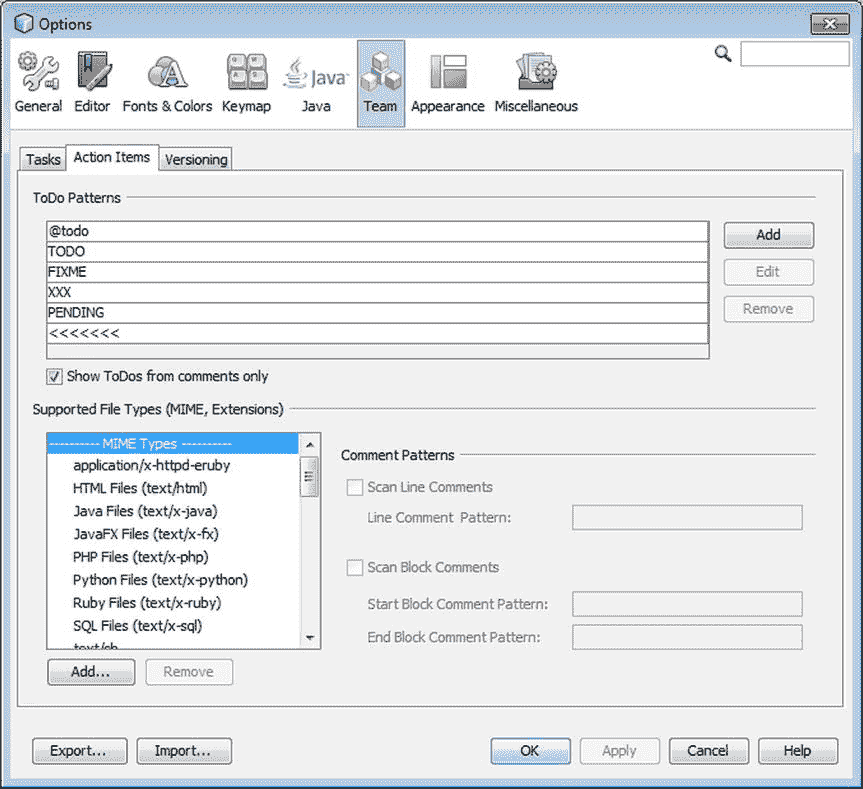 Options
General Editor Fonts & Colors Keymap Java Team Appearance Miscellaneous
Java
Tasks Action Items Versioning
ToDo Patterns
@todo
TODO
FIXME
XXX
PENDING
<<<<<<<
Add
Edit
Remove
Show ToDos from comments only
Supported File Types (MIME, Extensions)
---------- MIME Types ----------
application/x-httpd-eruby
HTML Files (text/html)
Java Files (text/x-java)
JavaFX Files (text/x-fx)
PHP Files (text/x-php)
Python Files (text/x-python)
Ruby Files (text/x-ruby)
SQL Files (text/x-sql)
text/sh
Add... Remove
Comment Patterns
Scan Line Comments
Line Comment Pattern:
Scan Block Comments
Start Block Comment Pattern:
End Block Comment Pattern:
Export... Import... OK Apply Cancel Help